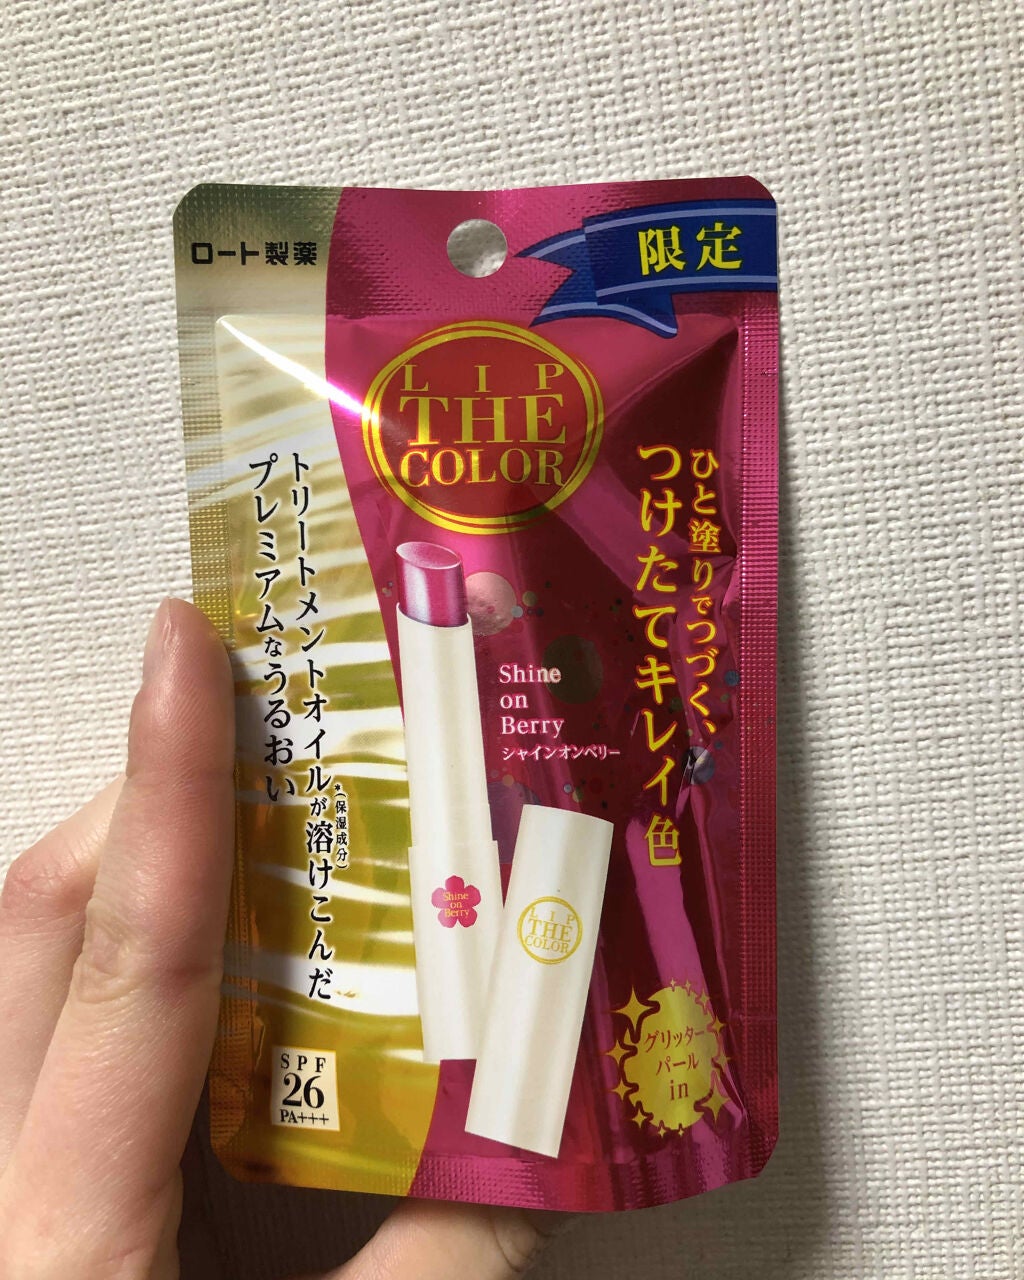 ロート製薬
限定
LIP
THE
COLOR
ひと塗りでつづく、
つけたてキレイ色
トリートメントオイルが溶けこんだ
*(保湿成分)
プレミアムなうるおい
Shine
on
Berry
シャインオンベリー
Shine
on
Berry
LIP
THE
COLOR
グリッター
パール
in
SPF
26
PA+++